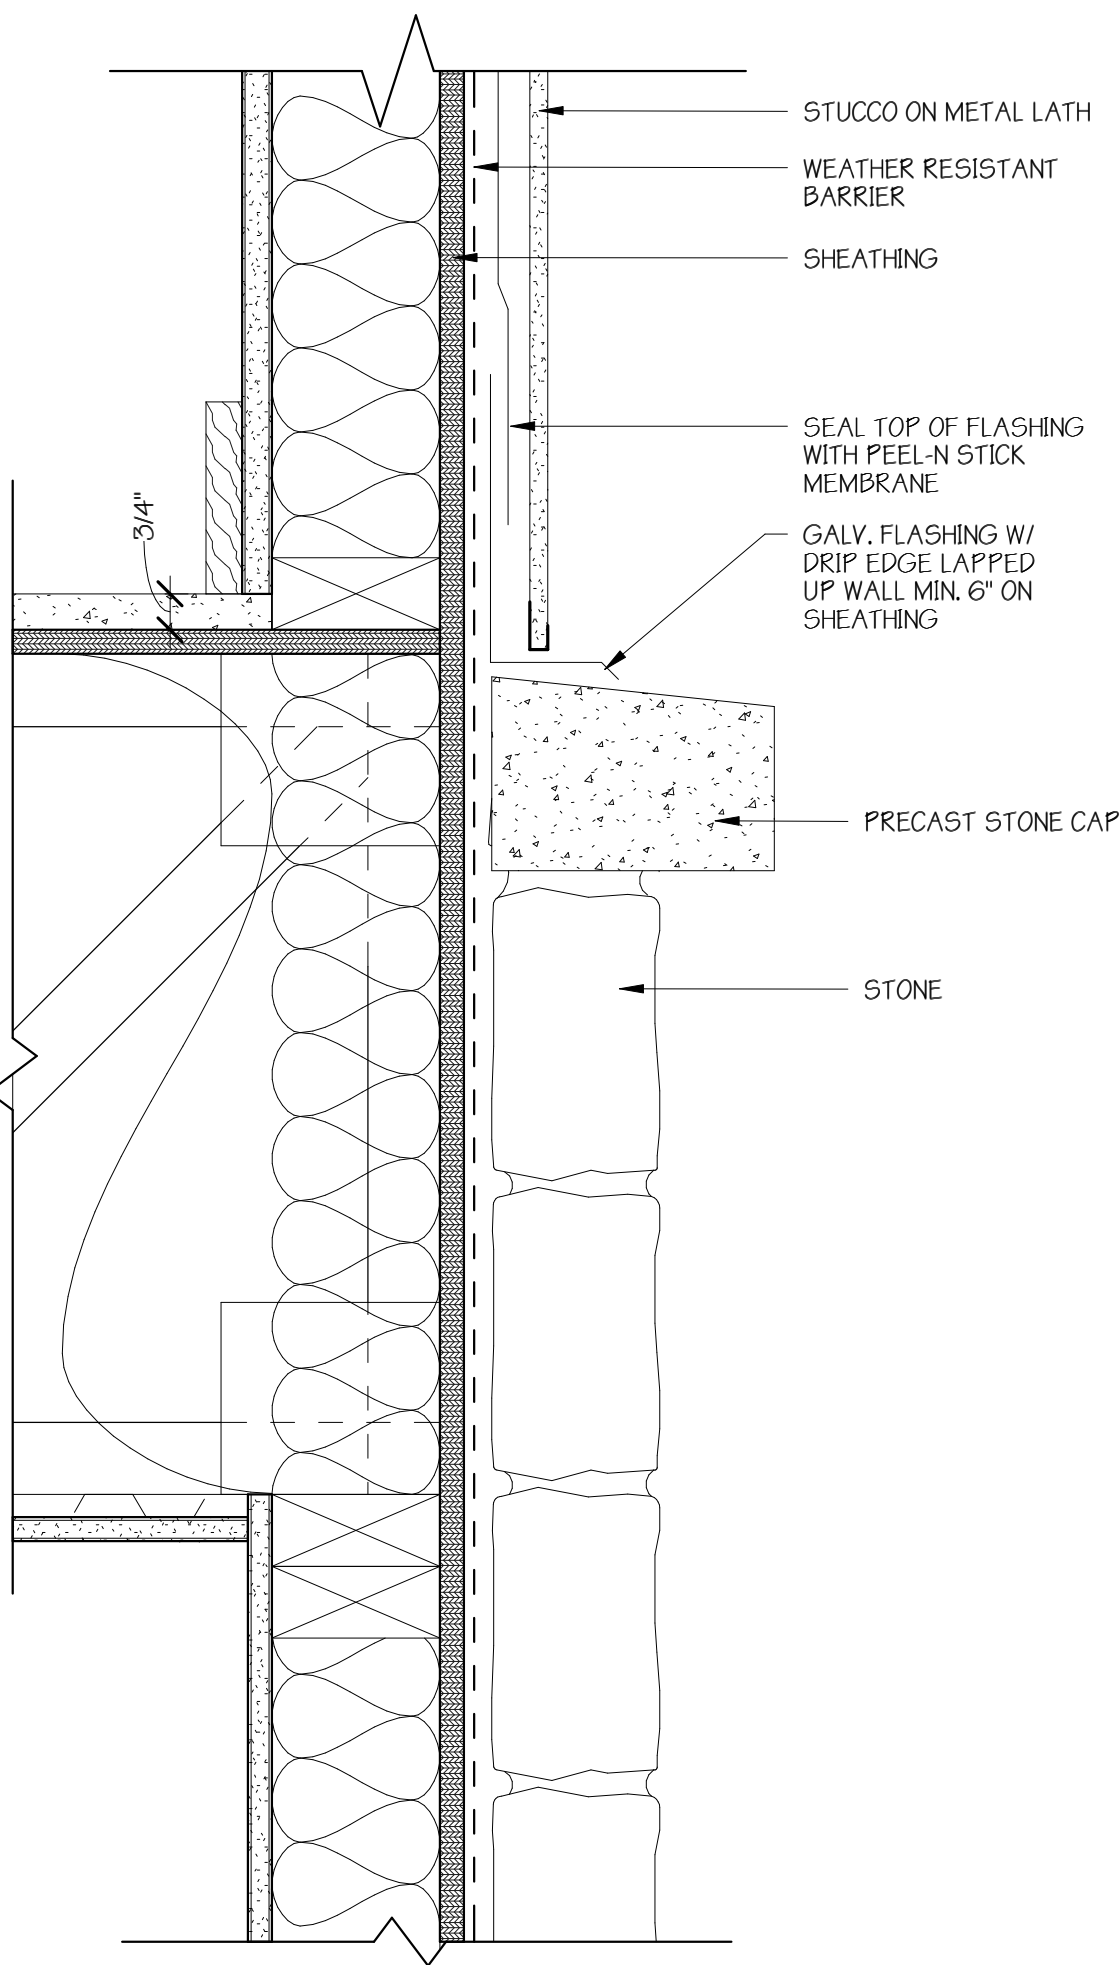 STUCCO ON METAL LATH
WEATHER RESISTANT
BARRIER
SHEATHING
SEAL TOP OF FLASHING
WITH PEEL-N STICK
MEMBRANE
3/4"
GALV. FLASHING W/
DRIP EDGE LAPPED
UP WALL MIN. 6" ON
SHEATHING
PRECAST STONE CAP
STONE